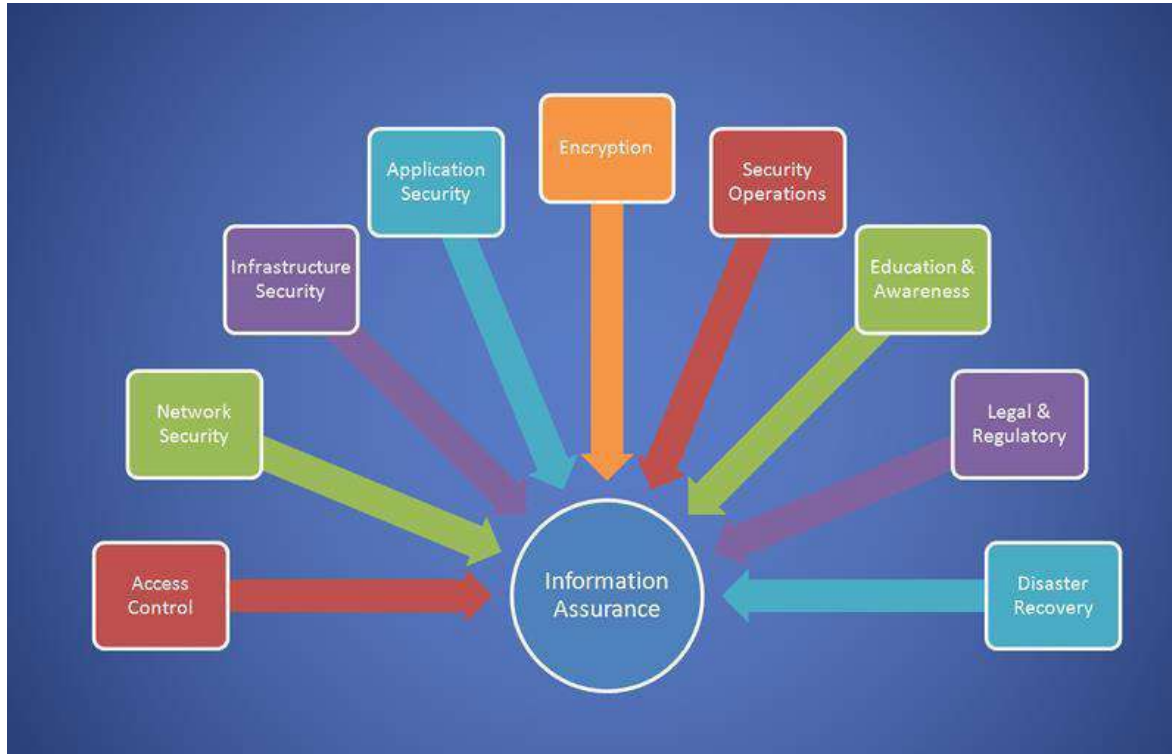 Encryption
Application
Security
Security
Operations
Infrastructure
Security
Education &
Awareness
Network
Security
Legal &
Regulatory
Access
Control
Information
Assurance
Disaster
Recovery